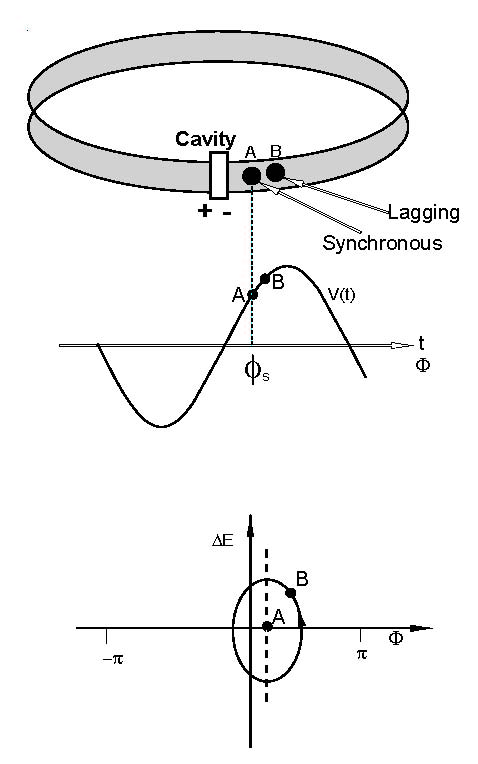 Cavity
A B
+ -
Lagging
Synchronous
A B V(t)
t
ϕs Φ
ΔE
B
A
Φ
-π π